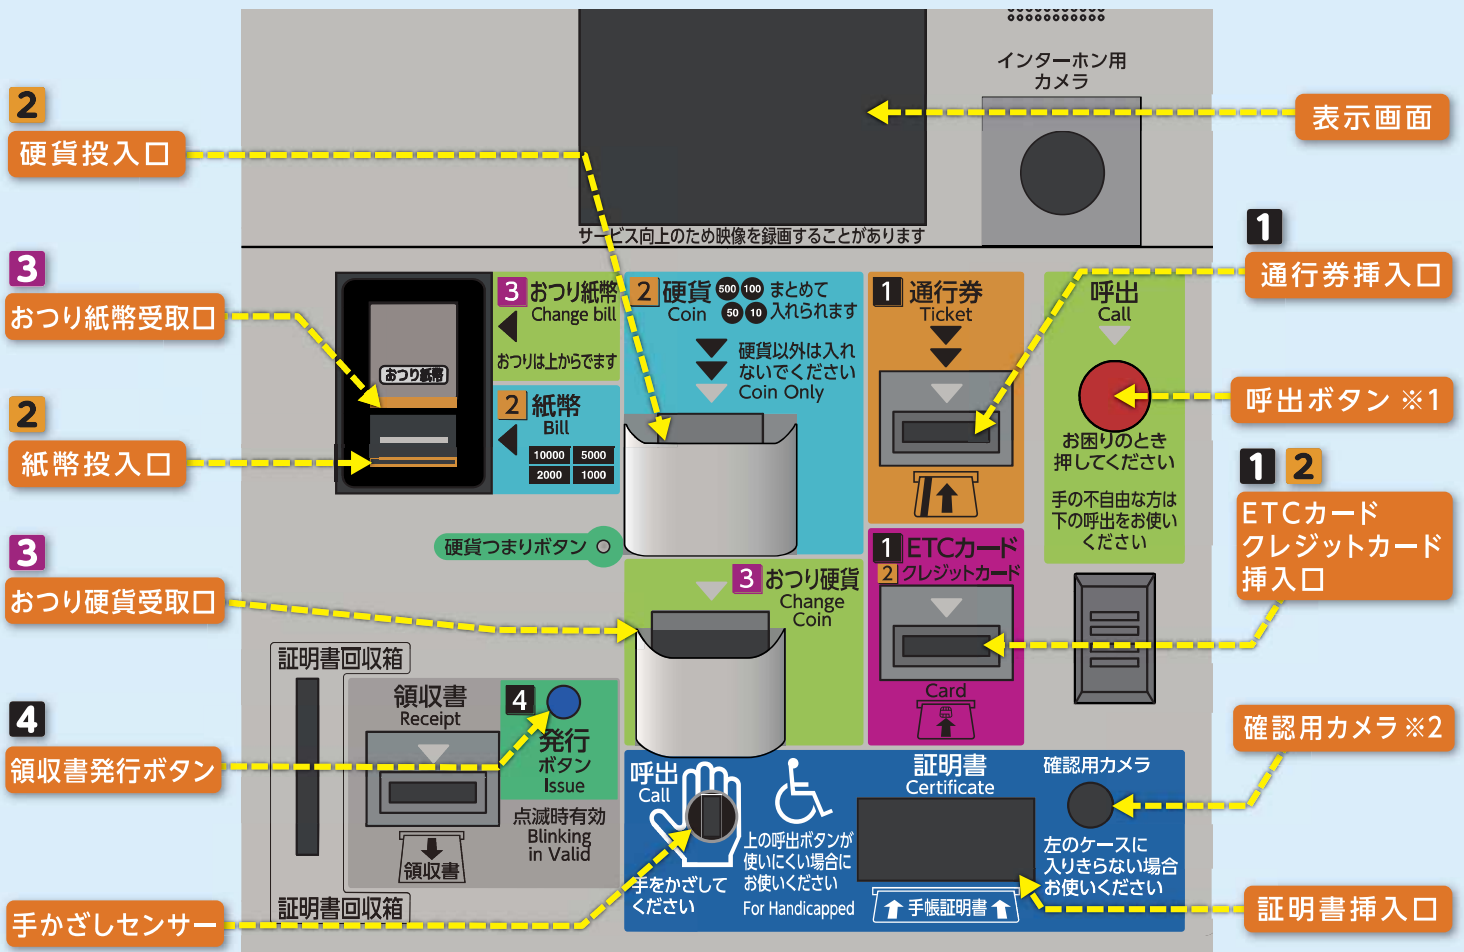 2
硬貨投入口
3
おつり紙幣受取口
2
紙幣投入口
3
おつり硬貨受取口
4
領収書発行ボタン
手かざしセンサー
インターホン用
カメラ
サービス向上のため映像を録画することがあります
おつり紙幣
3 おつり紙幣
Change bill
おつりは上からでます
2 紙幣
Bill
10000 5000
2000 1000
2 硬貨 500 100 まとめて
Coin 50 10 入れられます
硬貨以外は入れ
ないでください
Coin Only
1 通行券
Ticket
呼出
Call
お困りのとき
押してください
手の不自由な方は
下の呼出をお使い
ください
硬貨つまりボタン
3 おつり硬貨
Change
Coin
1 ETCカード
2 クレジットカード
Card
証明書回収箱
証明書回収箱
領収書
Receipt
領収書
4
発行
ボタン
Issue
点滅時有効
Blinking
in Valid
呼出
Call
手をかざして
ください
上の呼出ボタンが
使いにくい場合に
お使いください
For Handicapped
証明書
Certificate
手帳証明書
確認用カメラ
左のケースに
入りきらない場合
お使いください
表示画面
1
通行券挿入口
呼出ボタン ※1
1 2
ETCカード
クレジットカード
挿入口
確認用カメラ※2
証明書挿入口